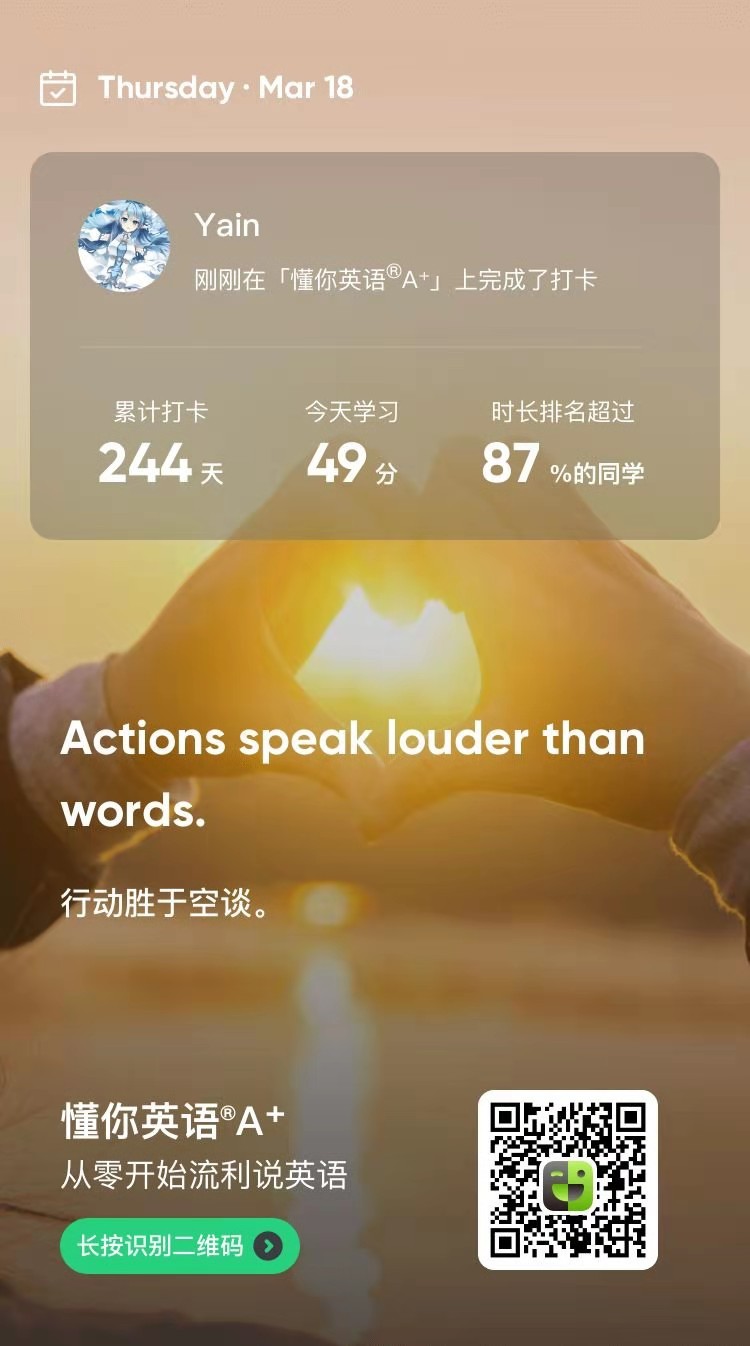 Thursday · Mar 18
Yain
刚刚在「懂你英语®A⁺」上完成了打卡
累计打卡 今天学习 时长排名超过
244 天 49 分 87 %的同学
Actions speak louder than
words.
行动胜于空谈。
懂你英语®A⁺
从零开始流利说英语
长按识别二维码